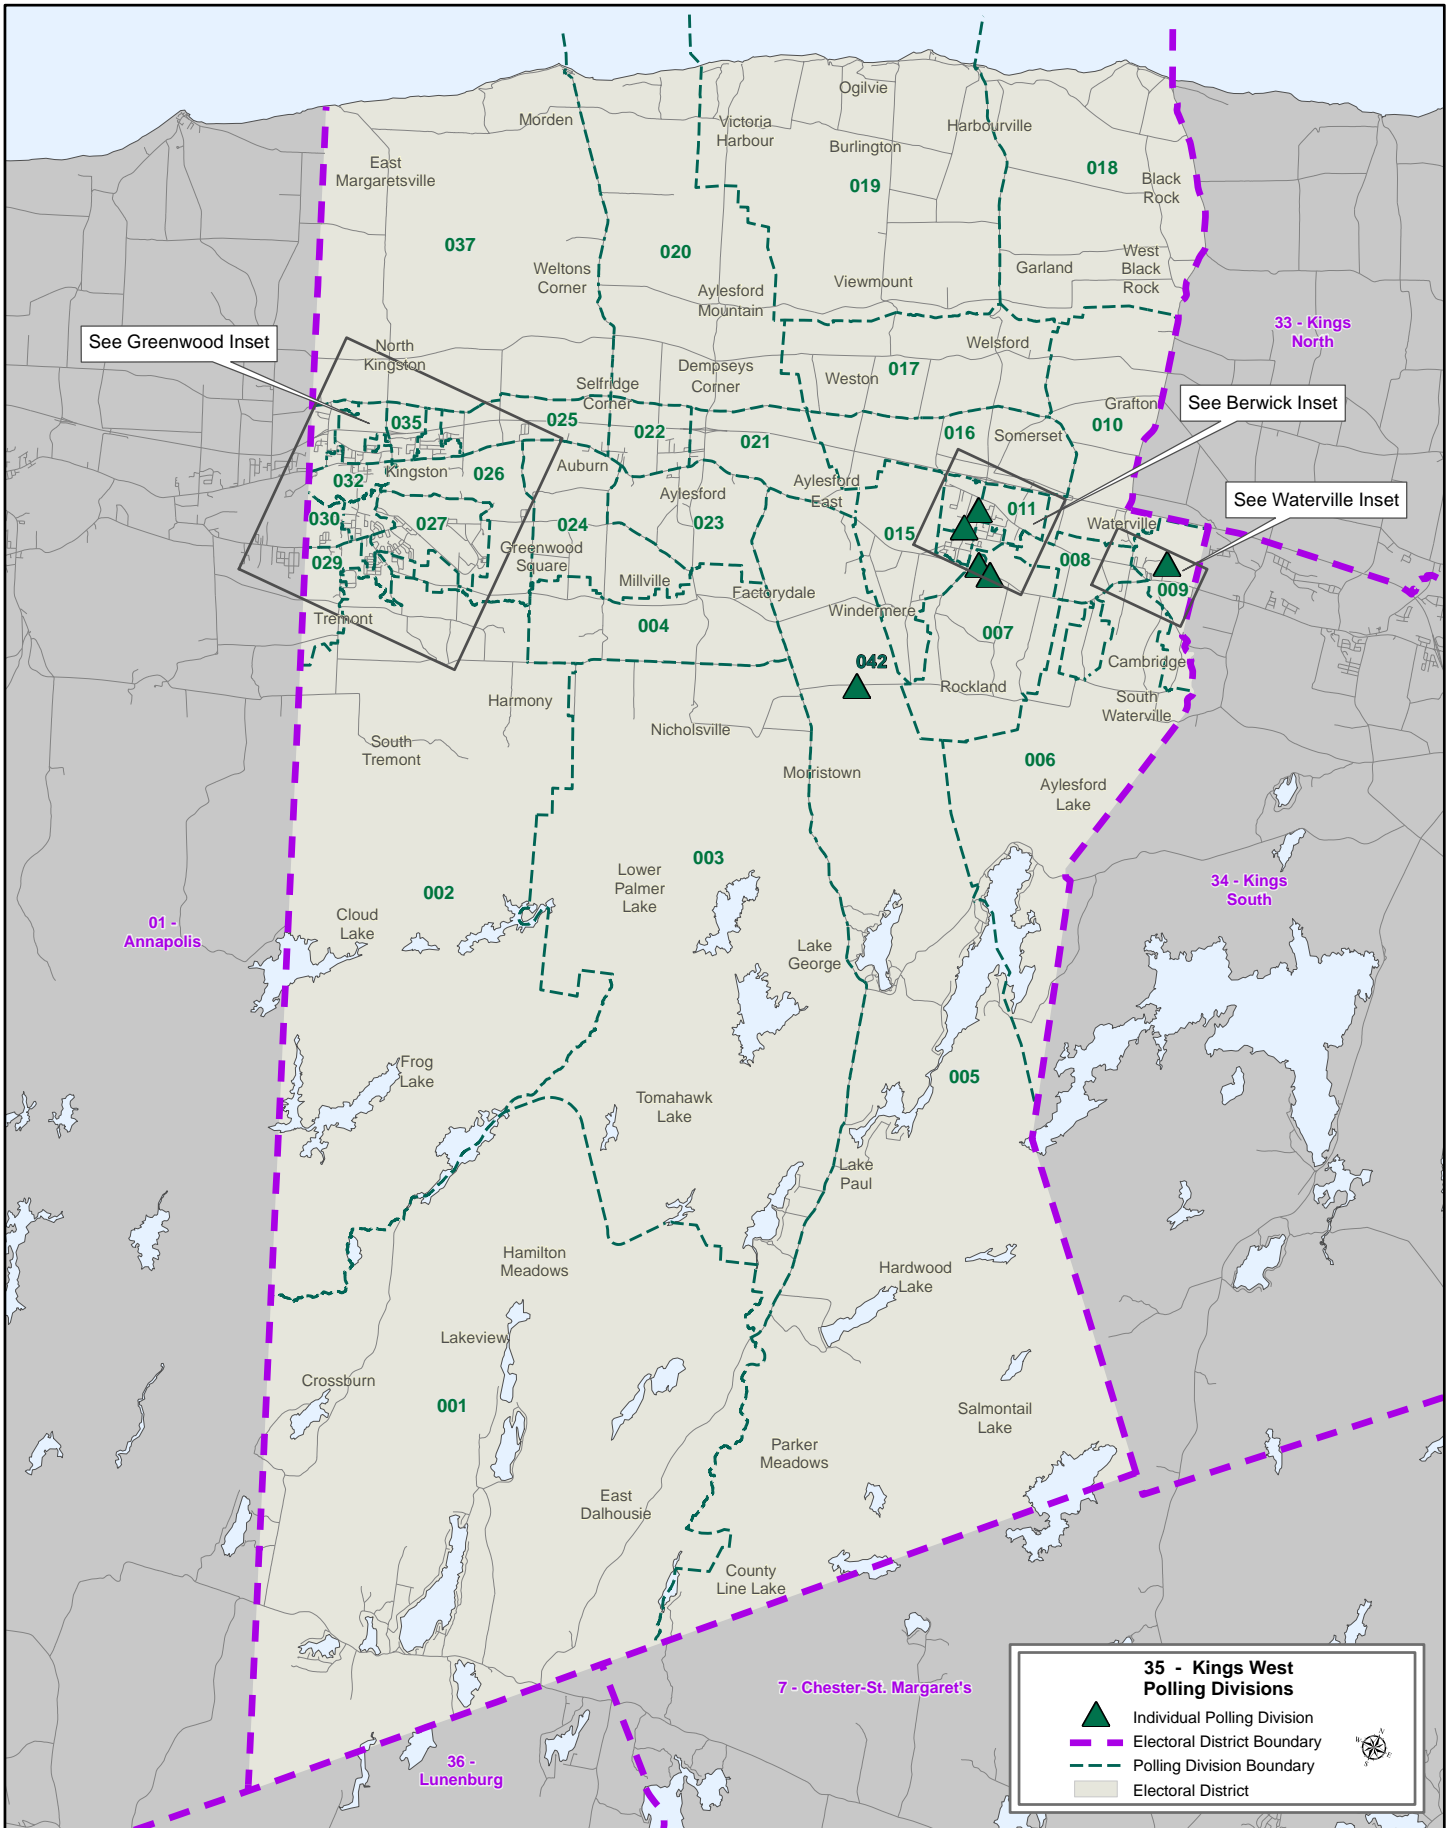 Ogilvie
Morden
Victoria
Harbour
Harbourville
Burlington
018
East
Margaretsville
019
Black
Rock
037
020
West
Black
Rock
Weltons
Corner
Garland
Viewmount
Aylesford
Mountain
33 - Kings
North
See Greenwood Inset
North
Kingston
Welsford
Dempseys
Corner
017
Weston
Selfridge
Corner
See Berwick Inset
Grafton
035
025
022
021
016
Somerset
010
Kingston
026
Auburn
032
Aylesford
East
See Waterville Inset
Aylesford
011
Waterville
030
027
024
023
015
Greenwood
Square
008
029
Millville
Factorydale
009
Windermere
Tremont
004
007
042
Cambridge
Rockland
Harmony
South
Waterville
Nicholsville
South
Tremont
Morristown
006
Aylesford
Lake
003
Lower
Palmer
Lake
002
34 - Kings
South
01 -
Annapolis
Cloud
Lake
Lake
George
Frog
Lake
005
Tomahawk
Lake
Lake
Paul
Hamilton
Meadows
Hardwood
Lake
Lakeview
Crossburn
001
Salmontail
Lake
Parker
Meadows
East
Dalhousie
County
Line Lake
7 - Chester-St. Margaret's
36 -
Lunenburg
35 - Kings West
Polling Divisions
Individual Polling Division
Electoral District Boundary
Polling Division Boundary
Electoral District
N
W
E
S